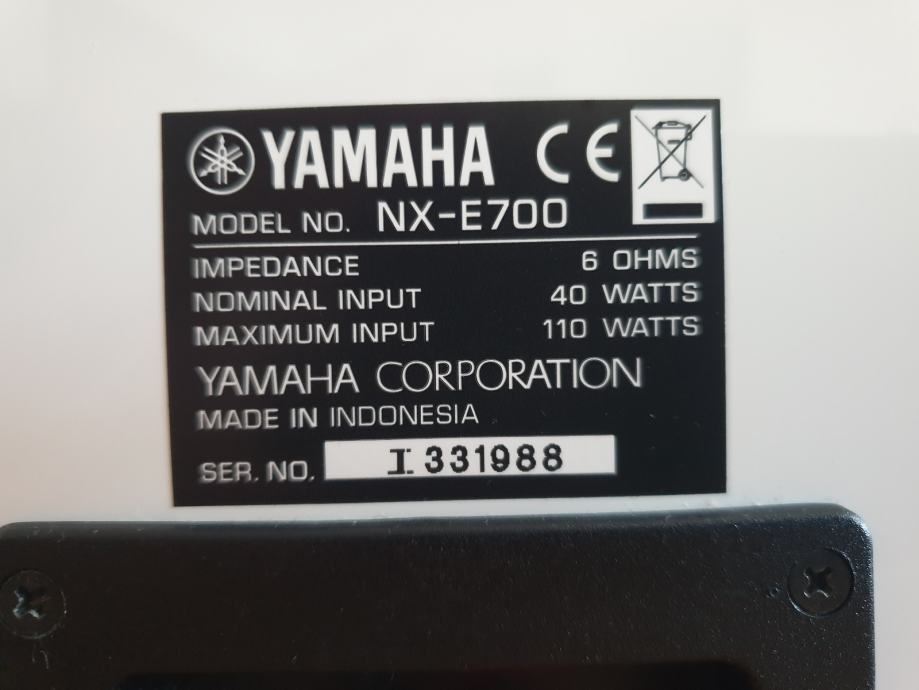 YAMAHA CE
MODEL NO. NX-E700
IMPEDANCE 6 OHMS
NOMINAL INPUT 40 WATTS
MAXIMUM INPUT 110 WATTS
YAMAHA CORPORATION
MADE IN INDONESIA
SER. NO. I 331988